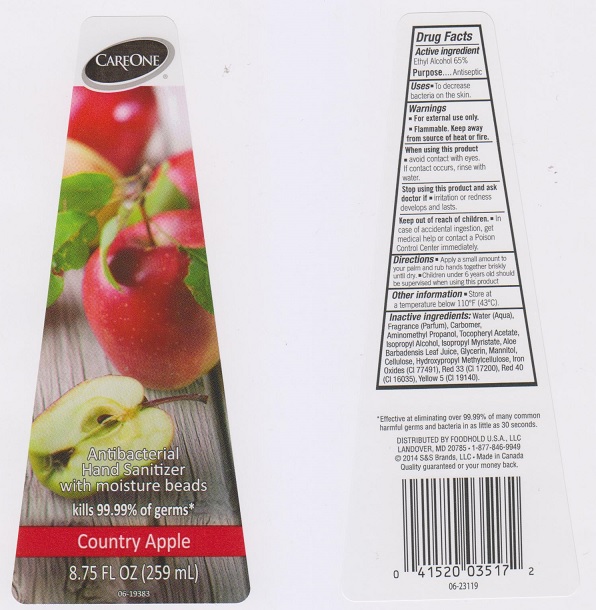 CAREONE
Antibacterial
Hand Sanitizer
with moisture beads
kills 99.99% of germs*
Country Apple
8.75 FL OZ (259 mL)
06-19383
Drug Facts
Active ingredient
Ethyl Alcohol 65%
Purpose.... Antiseptic
Uses ▪ To decrease
bacteria on the skin.
Warnings
▪ For external use only.
▪ Flammable. Keep away
from source of heat or fire.
When using this product
▪ avoid contact with eyes.
If contact occurs, rinse with
water.
Stop using this product and ask
doctor if ▪ irritation or redness
develops and lasts.
Keep out of reach of children. ▪ In
case of accidental ingestion, get
medical help or contact a Poison
Control Center immediately.
Directions ▪ Apply a small amount to
your palm and rub hands together briskly
until dry. ▪ Children under 6 years old should
be supervised when using this product
Other information ▪ Store at
a temperature below 110°F (43°C).
Inactive ingredients: Water (Aqua),
Fragrance (Parfum), Carbomer,
Aminomethyl Propanol, Tocopheryl Acetate,
Isopropyl Alcohol, Isopropyl Myristate, Aloe
Barbadensis Leaf Juice, Glycerin, Mannitol,
Cellulose, Hydroxypropyl Methylcellulose, Iron
Oxides (CI 77491), Red 33 (CI 17200), Red 40
(CI 16035), Yellow 5 (CI 19140).
*Effective at eliminating over 99.99% of many common
harmful germs and bacteria in as little as 30 seconds.
DISTRIBUTED BY FOODHOLD U.S.A., LLC
LANDOVER, MD 20785 • 1-877-846-9949
© 2014 S&S Brands, LLC • Made in Canada
Quality guaranteed or your money back.
0 41520 03517 2
06-23119